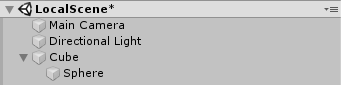 LocalScene*
Main Camera
Directional Light
Cube
Sphere